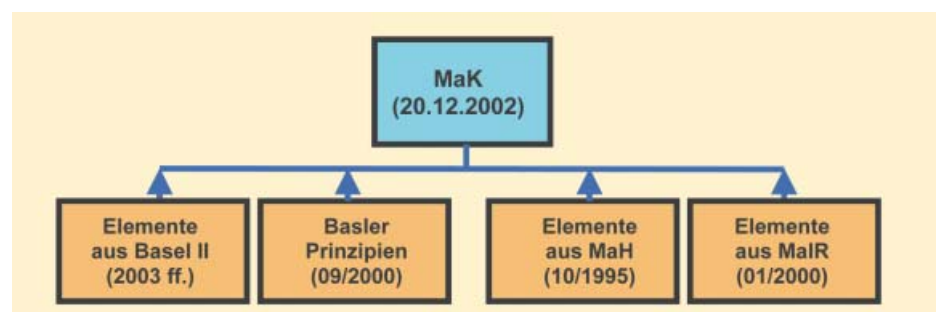 MaK
(20.12.2002)
Elemente
aus Basel II
(2003 ff.)
Basler
Prinzipien
(09/2000)
Elemente
aus MaH
(10/1995)
Elemente
aus MaIR
(01/2000)